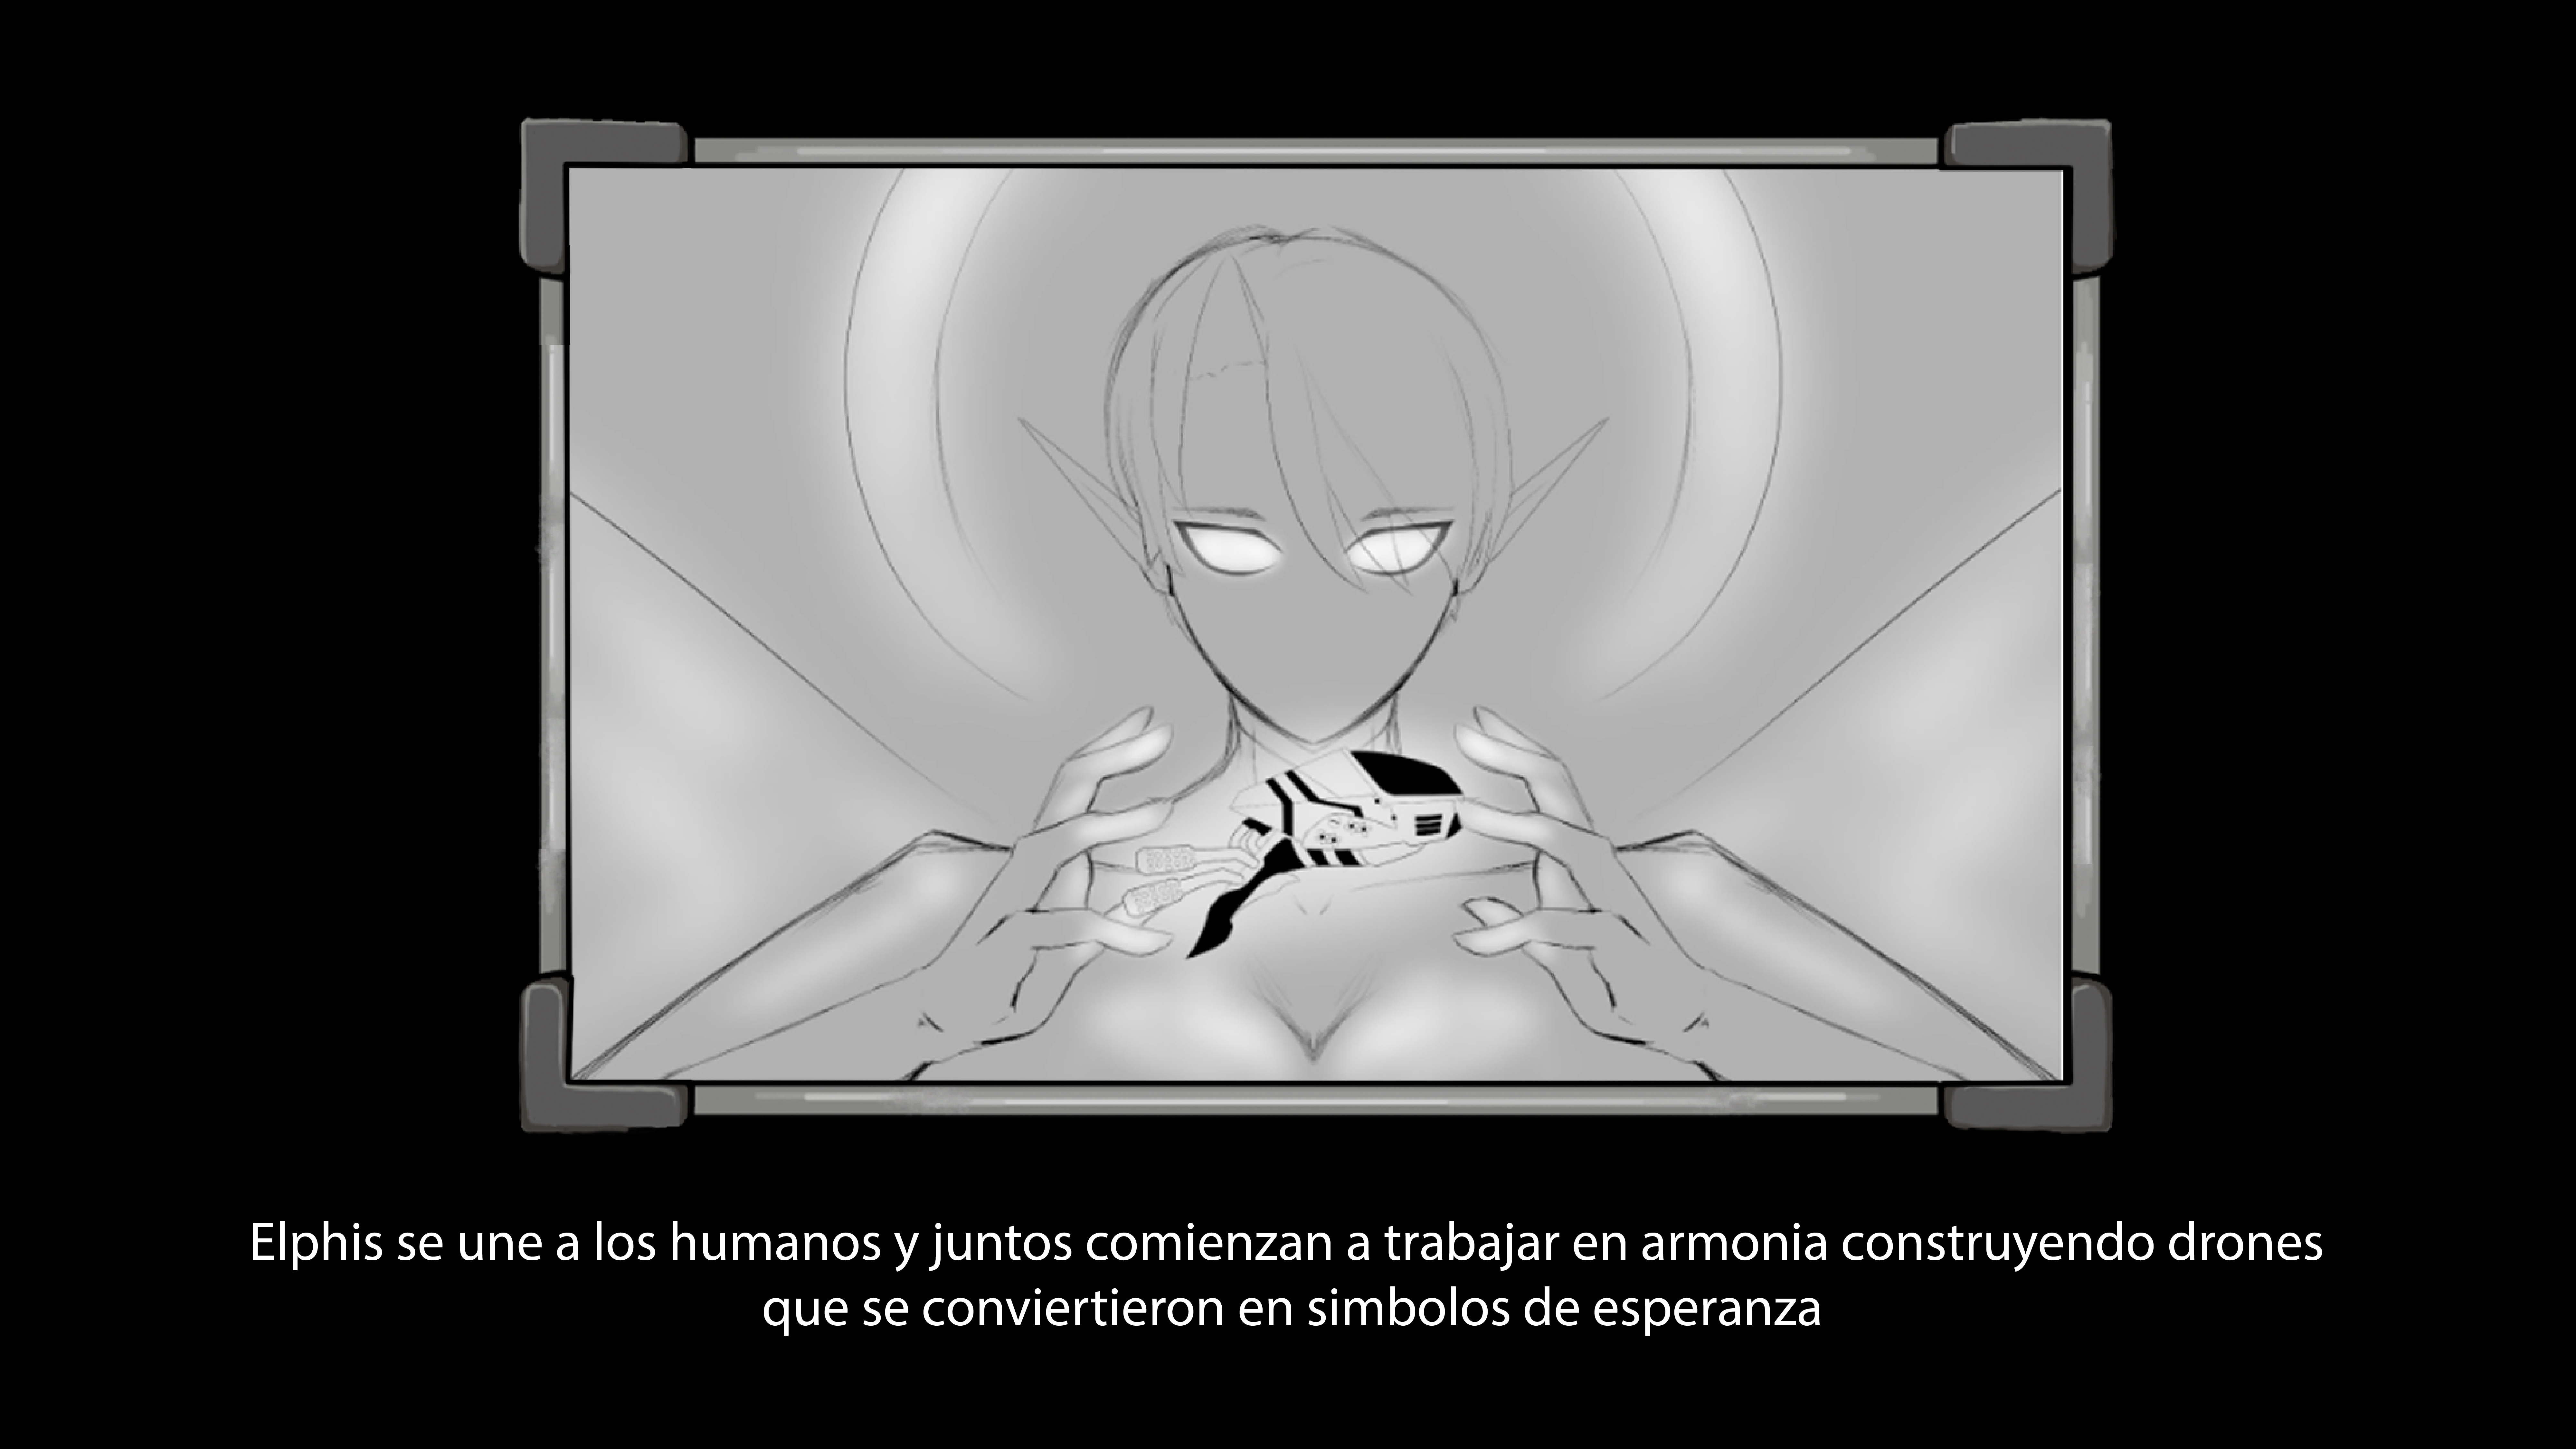 Elphis se une a los humanos y juntos comienzan a trabajar en armonia construyendo drones
que se conviertieron en simbolos de esperanza